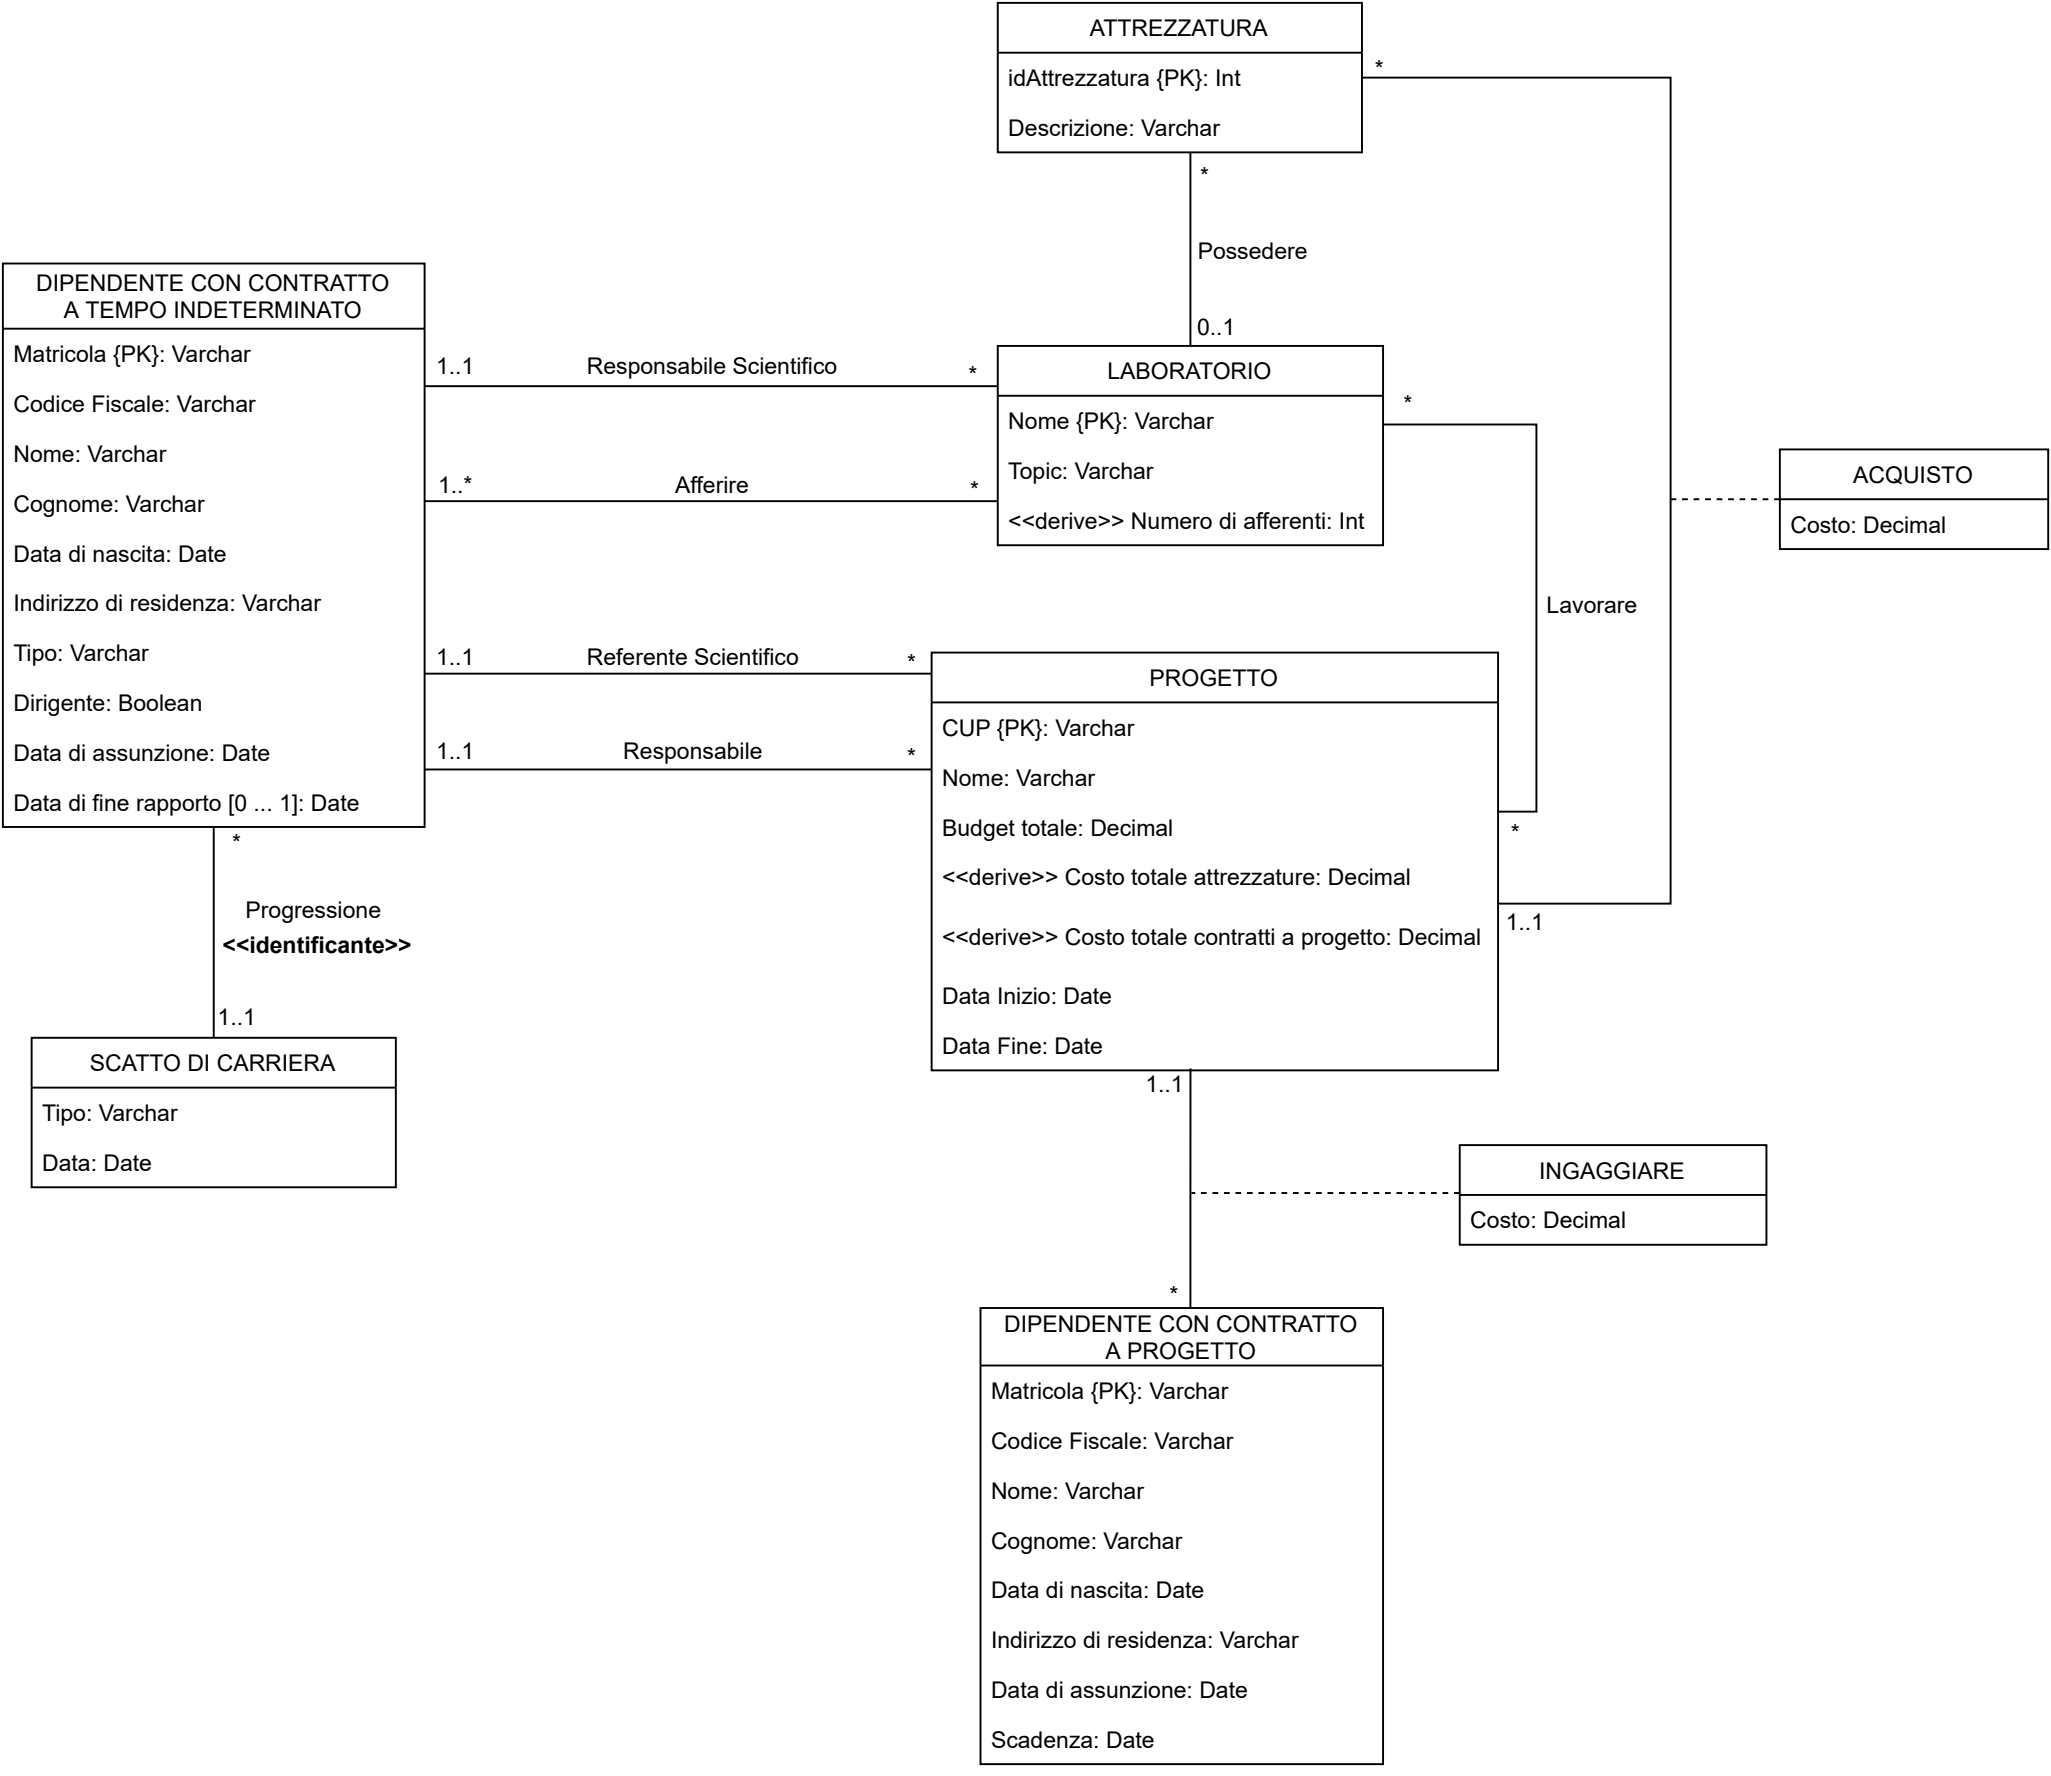 ATTREZZATURA
idAttrezzatura {PK}: Int
Descrizione: Varchar
*
*
Possedere
0..1
DIPENDENTE CON CONTRATTO
A TEMPO INDETERMINATO
Matricola {PK}: Varchar
Codice Fiscale: Varchar
Nome: Varchar
Cognome: Varchar
Data di nascita: Date
Indirizzo di residenza: Varchar
Tipo: Varchar
Dirigente: Boolean
Data di assunzione: Date
Data di fine rapporto [0 ... 1]: Date
1..1
Responsabile Scientifico
*
1..*
Afferire
*
LABORATORIO
Nome {PK}: Varchar
Topic: Varchar
<<derive>> Numero di afferenti: Int
*
Lavorare
*
ACQUISTO
Costo: Decimal
1..1
Referente Scientifico
*
1..1
Responsabile
*
PROGETTO
CUP {PK}: Varchar
Nome: Varchar
Budget totale: Decimal
<<derive>> Costo totale attrezzature: Decimal
<<derive>> Costo totale contratti a progetto: Decimal
Data Inizio: Date
Data Fine: Date
1..1
*
Progressione
<<identificante>>
1..1
SCATTO DI CARRIERA
Tipo: Varchar
Data: Date
1..1
INGAGGIARE
Costo: Decimal
*
DIPENDENTE CON CONTRATTO
A PROGETTO
Matricola {PK}: Varchar
Codice Fiscale: Varchar
Nome: Varchar
Cognome: Varchar
Data di nascita: Date
Indirizzo di residenza: Varchar
Data di assunzione: Date
Scadenza: Date